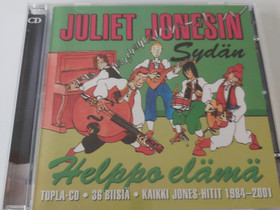 CD
JULIET JONESIN
Sydän
Helppo elämä
TUPLA-CD • 36 BIISIÄ • KAIKKI JONES-HITIT 1984–2001